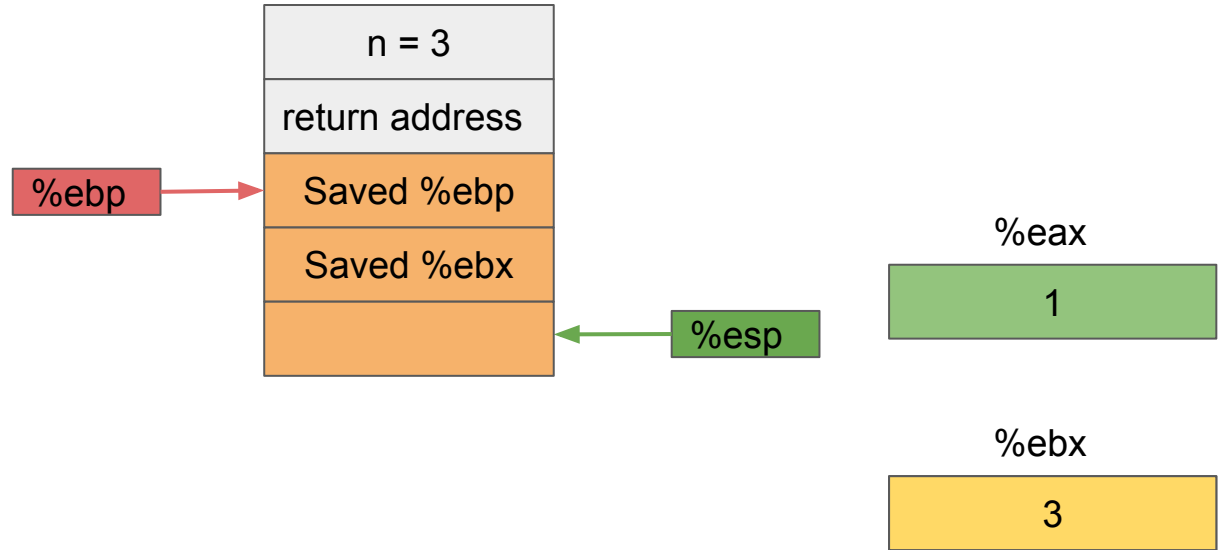 n = 3
return address
%ebp
Saved %ebp
Saved %ebx
%esp
%eax
1
%ebx
3